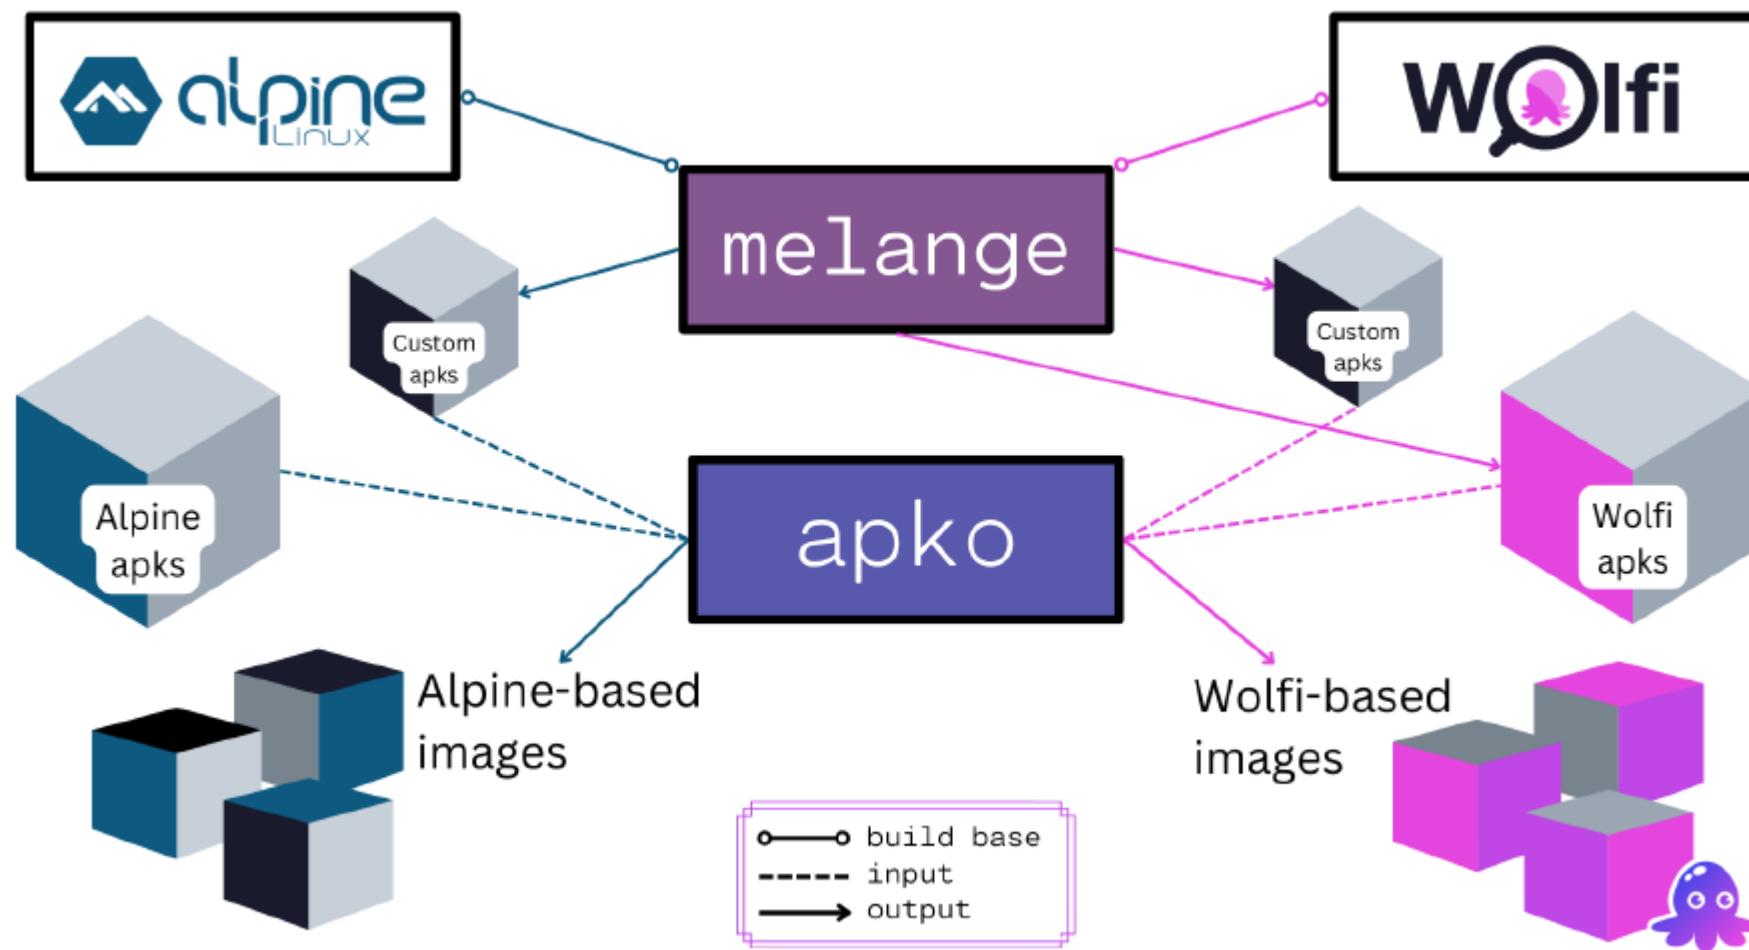 alpine
Linux
Wolfi
melange
Custom
apks
Custom
apks
Alpine
apks
apko
Wolfi
apks
Alpine-based
images
Wolfi-based
images
build base
input
output